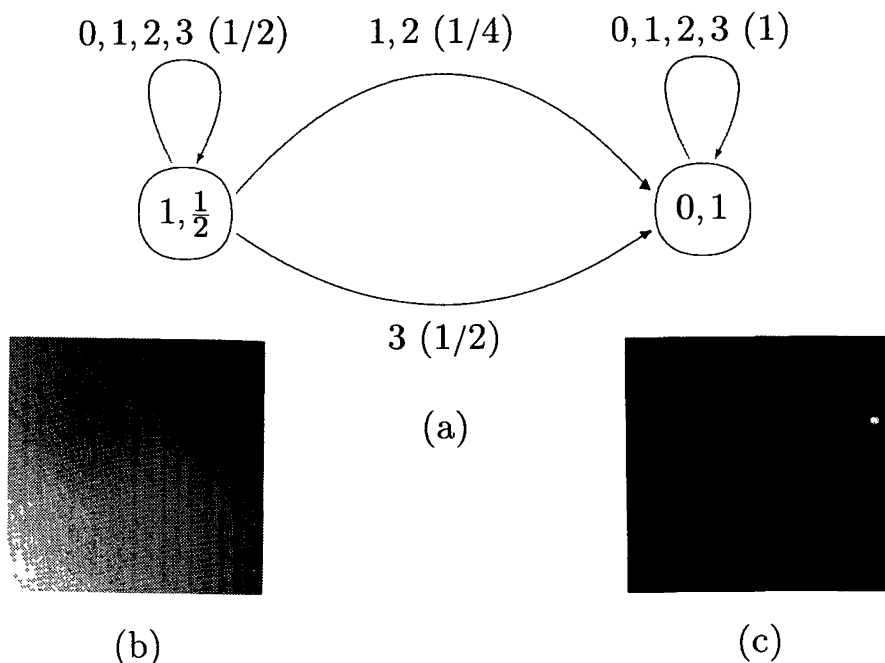 0, 1, 2, 3 (1/2)
1, 2 (1/4)
0, 1, 2, 3 (1)
1, 1/2
0, 1
3 (1/2)
(a)
(b)
(c)